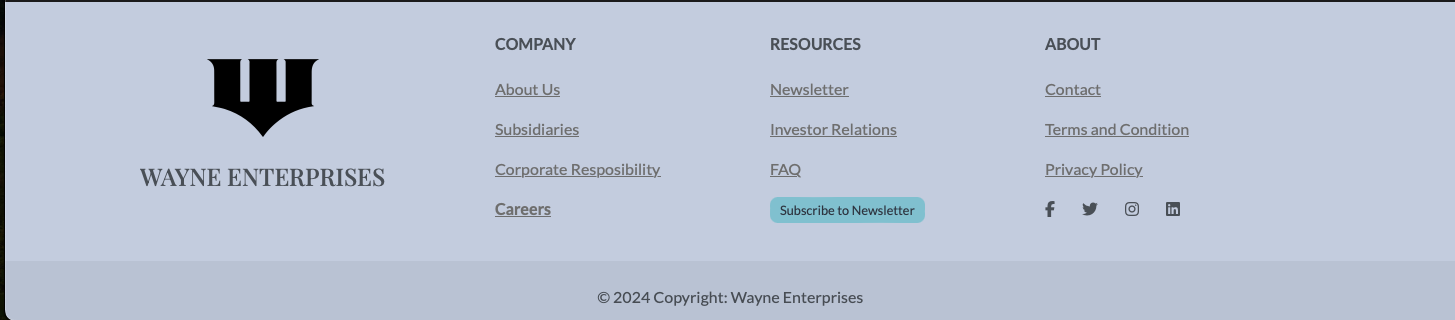 WAYNE ENTERPRISES
COMPANY
About Us
Subsidiaries
Corporate Resposibility
Careers
RESOURCES
Newsletter
Investor Relations
FAQ
Subscribe to Newsletter
ABOUT
Contact
Terms and Condition
Privacy Policy
© 2024 Copyright: Wayne Enterprises